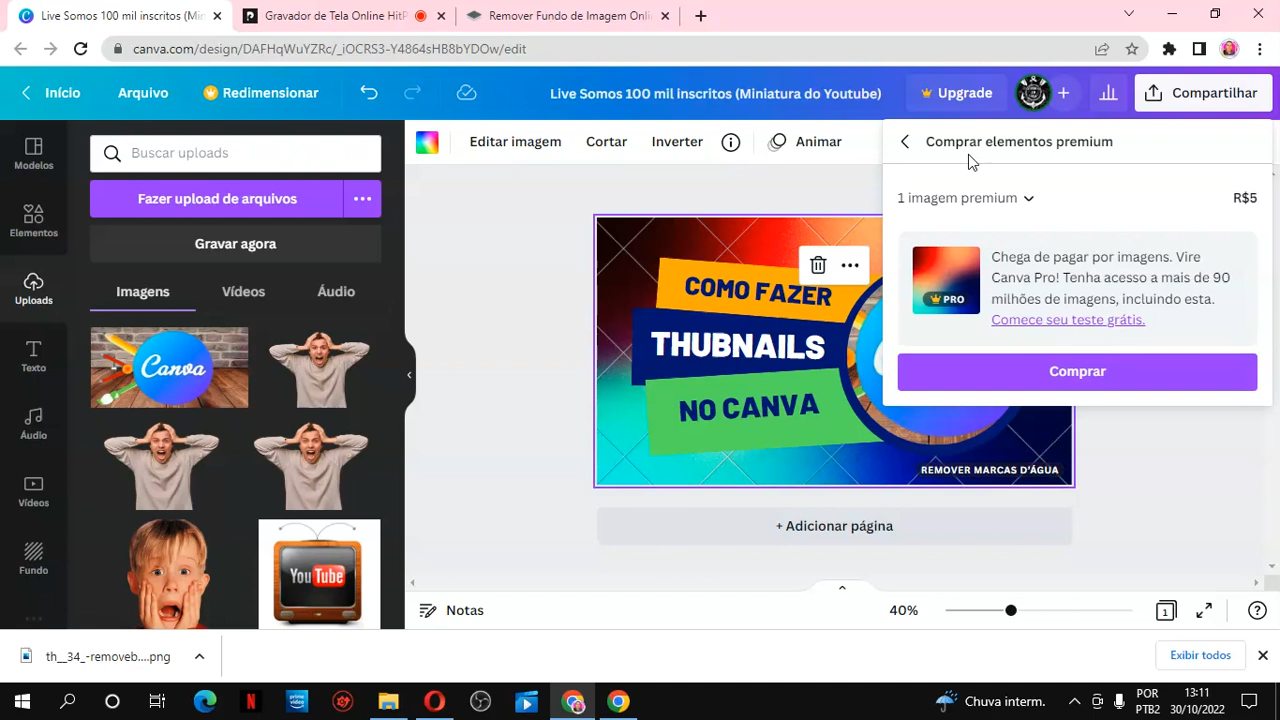 Live Somos 100 mil inscritos (Min
Gravador de Tela Online HitP
Remover Fundo de Imagem Onli
canva.com/design/DAFHqWuYZRc/_iOCRS3-Y4864sHB8bYDOw/edit
Início
Arquivo
Redimensionar
Live Somos 100 mil inscritos (Miniatura do Youtube)
Upgrade
Compartilhar
Modelos
Elementos
Uploads
Texto
Áudio
Vídeos
Fundo
Buscar uploads
Fazer upload de arquivos
Gravar agora
Imagens
Vídeos
Áudio
Canva
You Tube
Editar imagem
Cortar
Inverter
Animar
COMO FAZER
THUBNAILS
NO CANVA
REMOVER MARCAS D'ÁGUA
+ Adicionar página
Comprar elementos premium
1 imagem premium
R$5
PRO
Chega de pagar por imagens. Vire
Canva Pro! Tenha acesso a mais de 90
milhões de imagens, incluindo esta.
Comece seu teste grátis.
Comprar
Notas
40%
1
th__34_-removeb....png
Exibir todos
Chuva interm.
POR
PTB2
13:11
30/10/2022